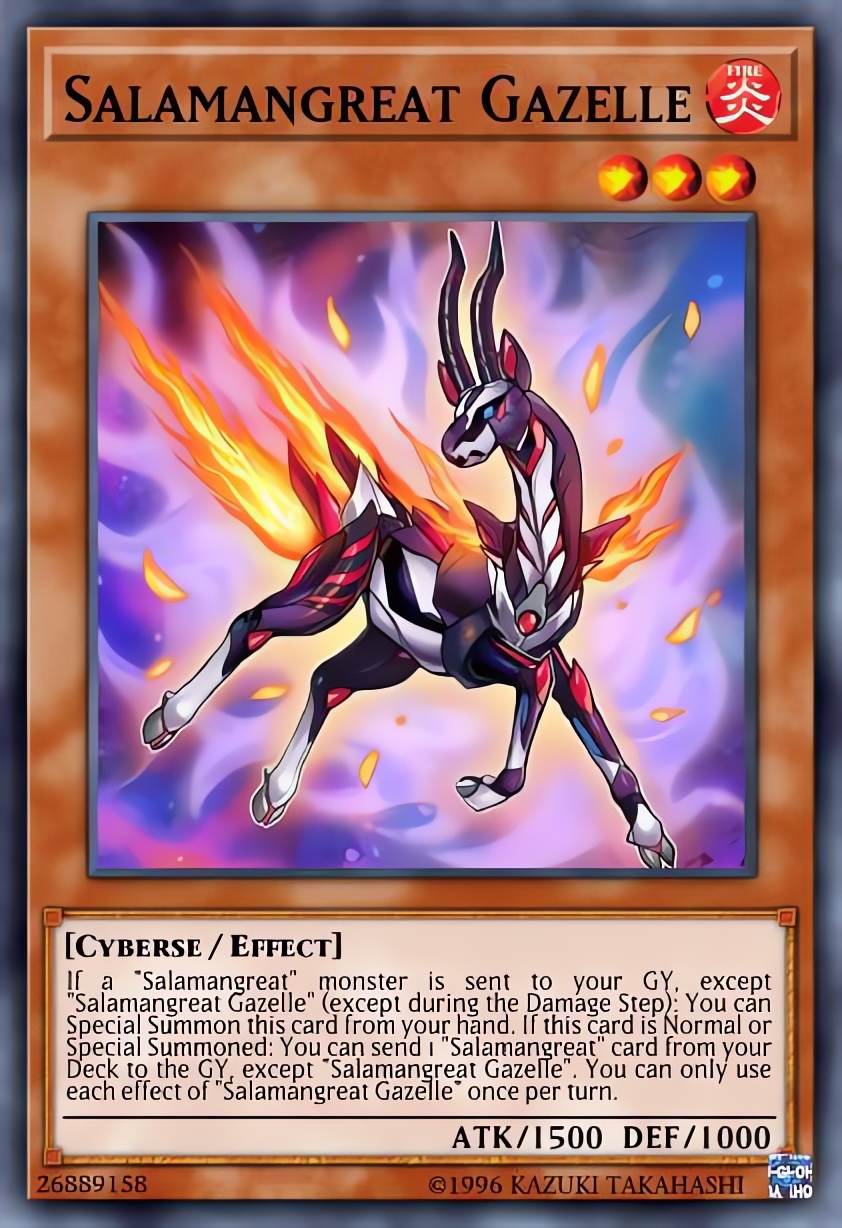 SALAMANGREAT GAZELLE
FIRE
炎
[CYBERSE / EFFECT]
If a "Salamangreat" monster is sent to your GY, except
"Salamangreat Gazelle" (except during the Damage Step): You can
Special Summon this card from your hand. If this card is Normal or
Special Summoned: You can send 1 "Salamangreat" card from your
Deck to the GY, except "Salamangreat Gazelle". You can only use
each effect of "Salamangreat Gazelle" once per turn.
ATK/1500 DEF/1000
26889158
©1996 KAZUKI TAKAHASHI